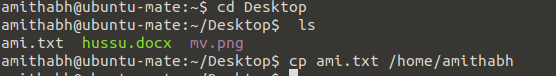 amithabh@ubuntu-mate:~$ cd Desktop
amithabh@ubuntu-mate:~/Desktop$  ls
ami.txt  hussu.docx  mv.png
amithabh@ubuntu-mate:~/Desktop$ cp ami.txt /home/amithabh